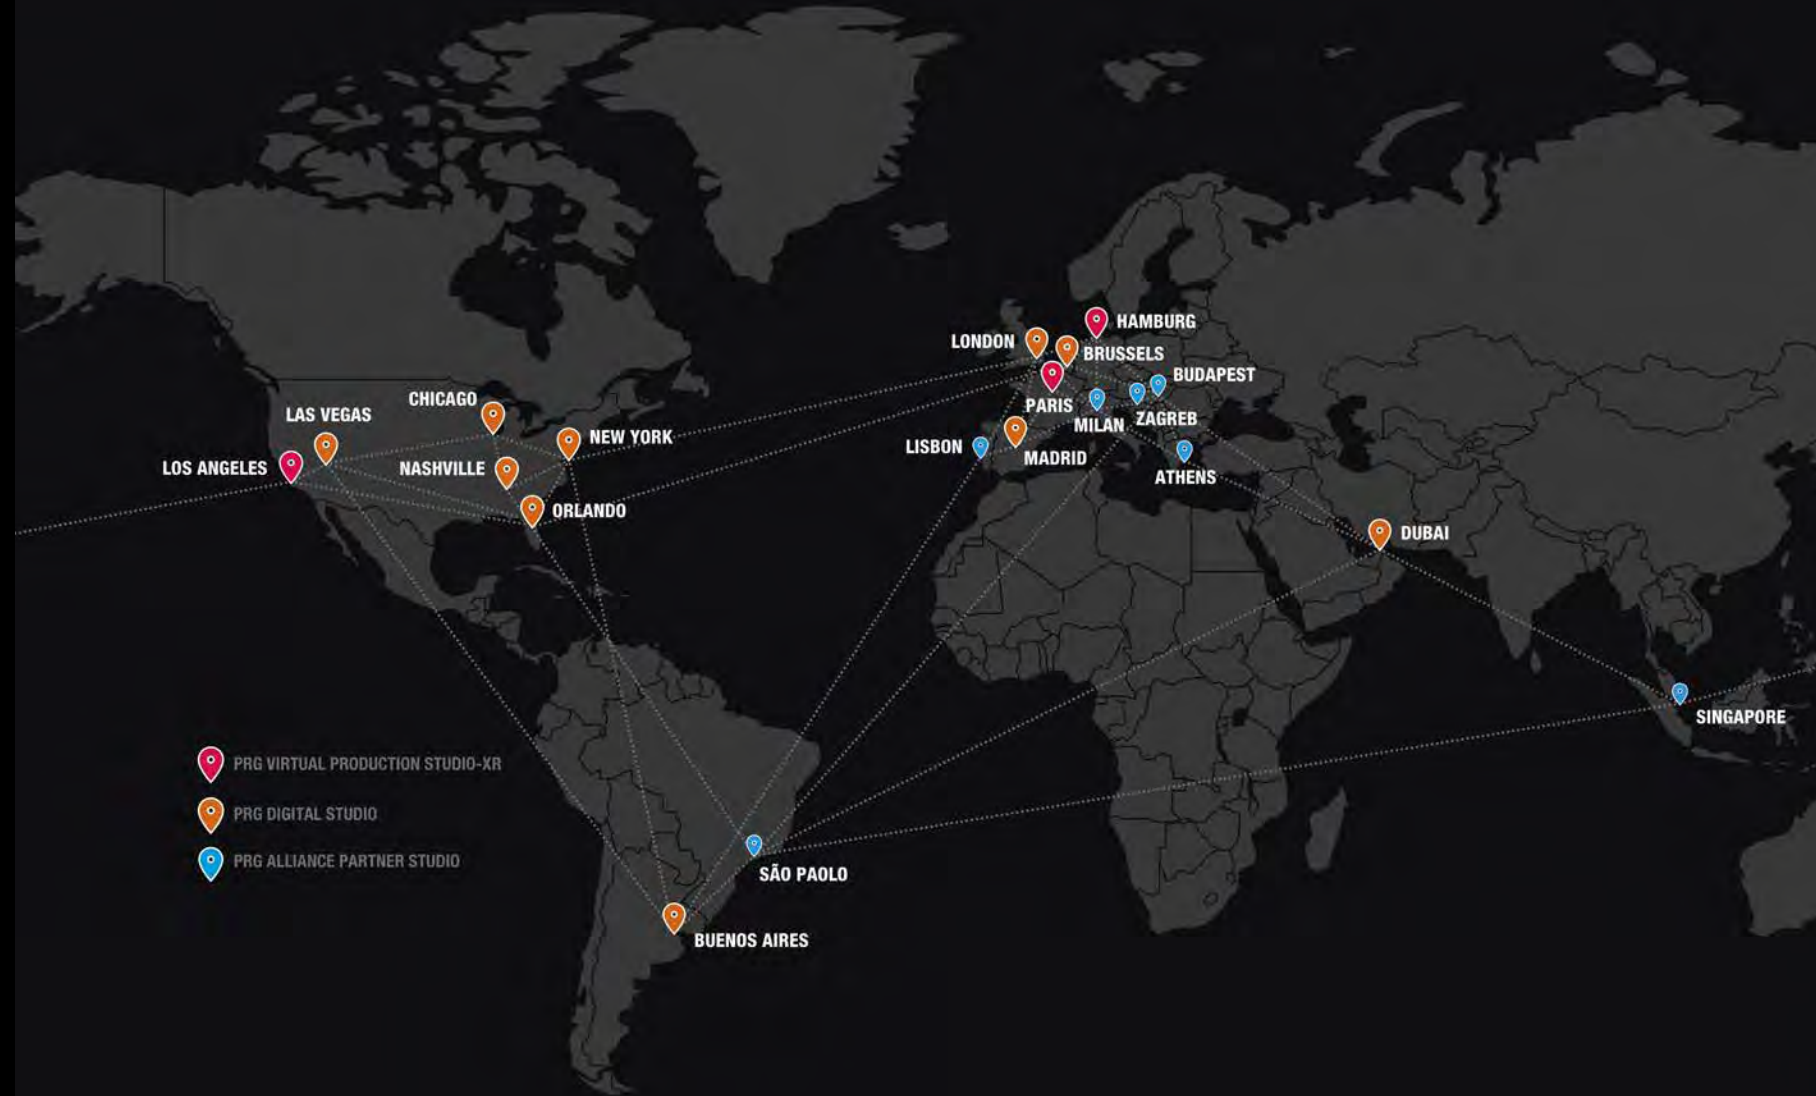 HAMBURG
LONDON
BRUSSELS
BUDAPEST
PARIS
MILAN
ZAGREB
LISBON
MADRID
ATHENS
CHICAGO
LAS VEGAS
NEW YORK
LOS ANGELES
NASHVILLE
ORLANDO
DUBAI
SINGAPORE
PRG VIRTUAL PRODUCTION STUDIO-XR
PRG DIGITAL STUDIO
PRG ALLIANCE PARTNER STUDIO
SÃO PAOLO
BUENOS AIRES